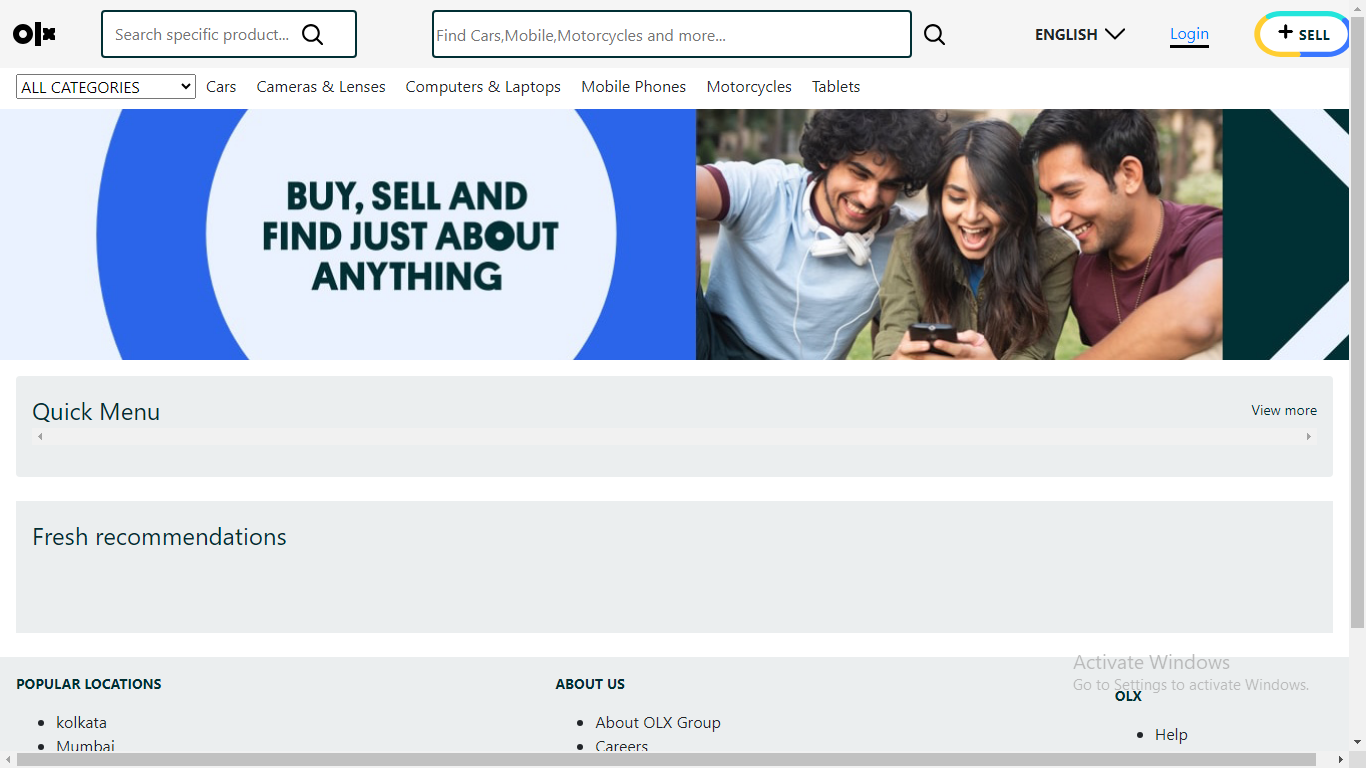 olx
Search specific product...
Find Cars,Mobile,Motorcycles and more...
ENGLISH
Login
+ SELL
ALL CATEGORIES
Cars
Cameras & Lenses
Computers & Laptops
Mobile Phones
Motorcycles
Tablets
BUY, SELL AND
FIND JUST ABOUT
ANYTHING
Quick Menu
View more
Fresh recommendations
Activate Windows
Go to Settings to activate Windows.
POPULAR LOCATIONS
kolkata
Mumbai
ABOUT US
About OLX Group
Careers
OLX
Help